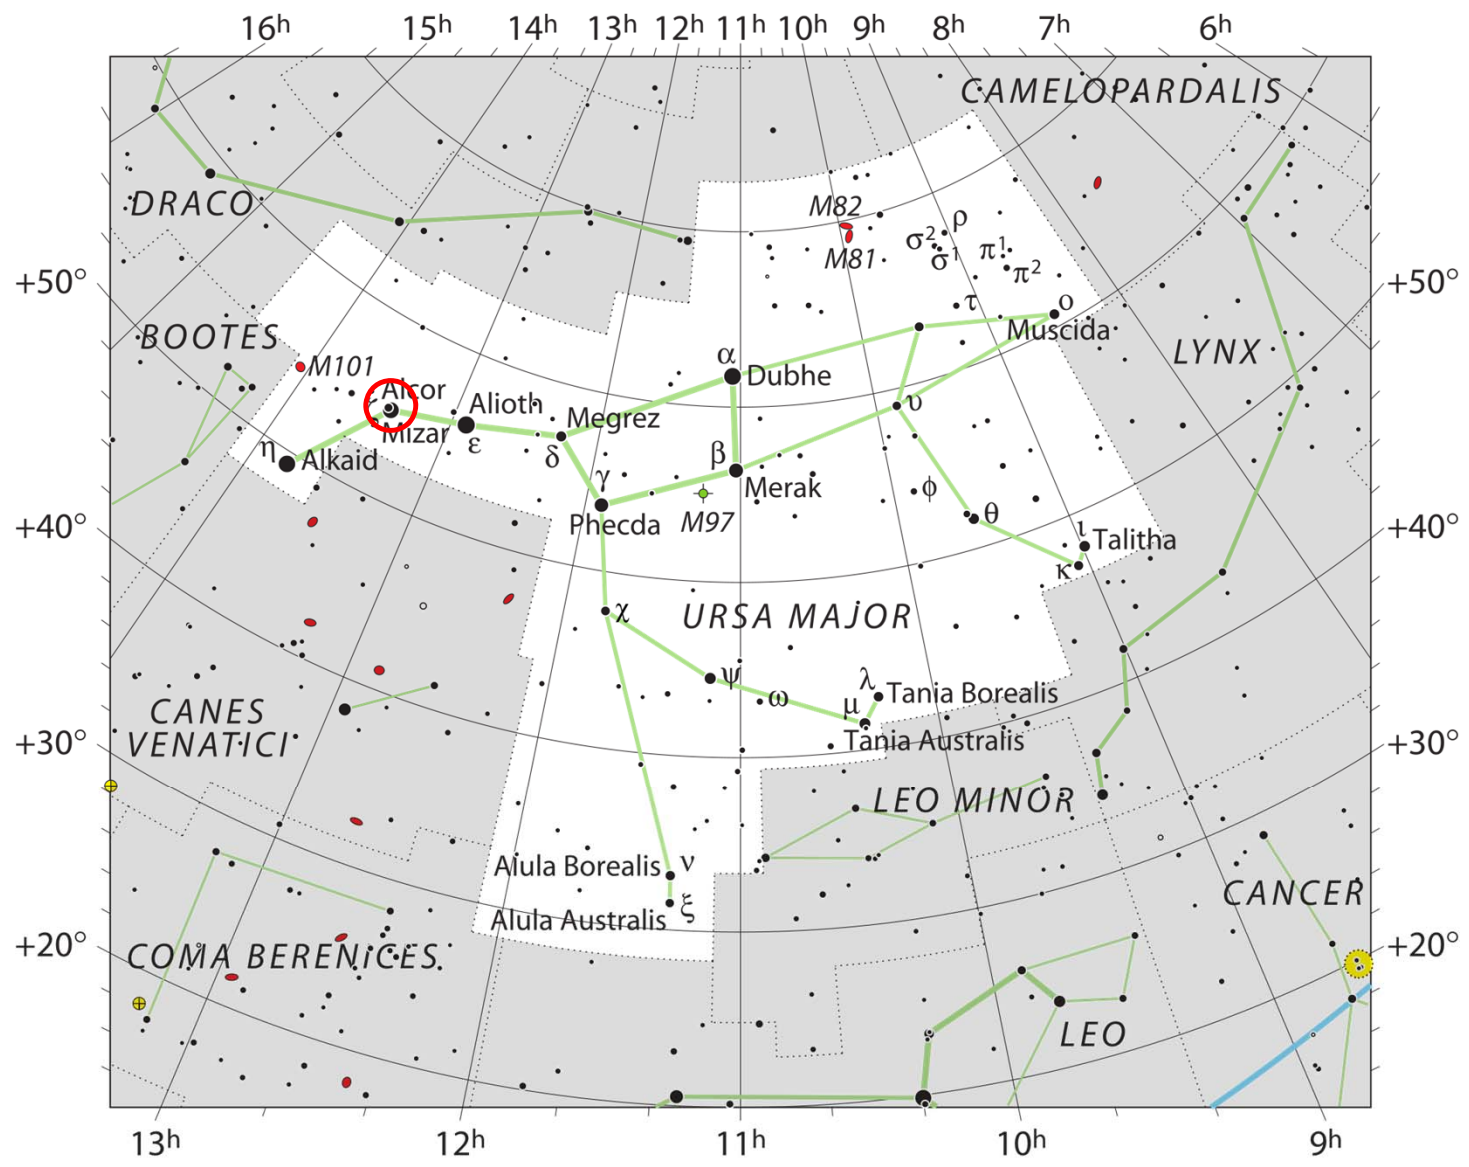 16h 15h 14h 13h 12h 11h 10h 9h 8h 7h 6h
CAMELOPARDALIS
DRACO
M82
ρ
σ² σ¹ π¹
M81
π²
+50° +50°
τ ο
BOOTES
Muscida
LYNX
M101
α
Dubhe
Alcor
Alioth
υ
Megrez
Mizar
ε
η Alkaid
δ
β
γ
Merak
φ
Phecda
M97
θ
+40° +40°
ι Talitha
κ
χ
URSA MAJOR
ψ
λ Tania Borealis
ω
μ
CANES
VENATICI
Tania Australis
+30° +30°
LEO MINOR
Alula Borealis ν
CANCER
ξ
Alula Australis
+20° +20°
COMA BERENICES
LEO
13h 12h 11h 10h 9h